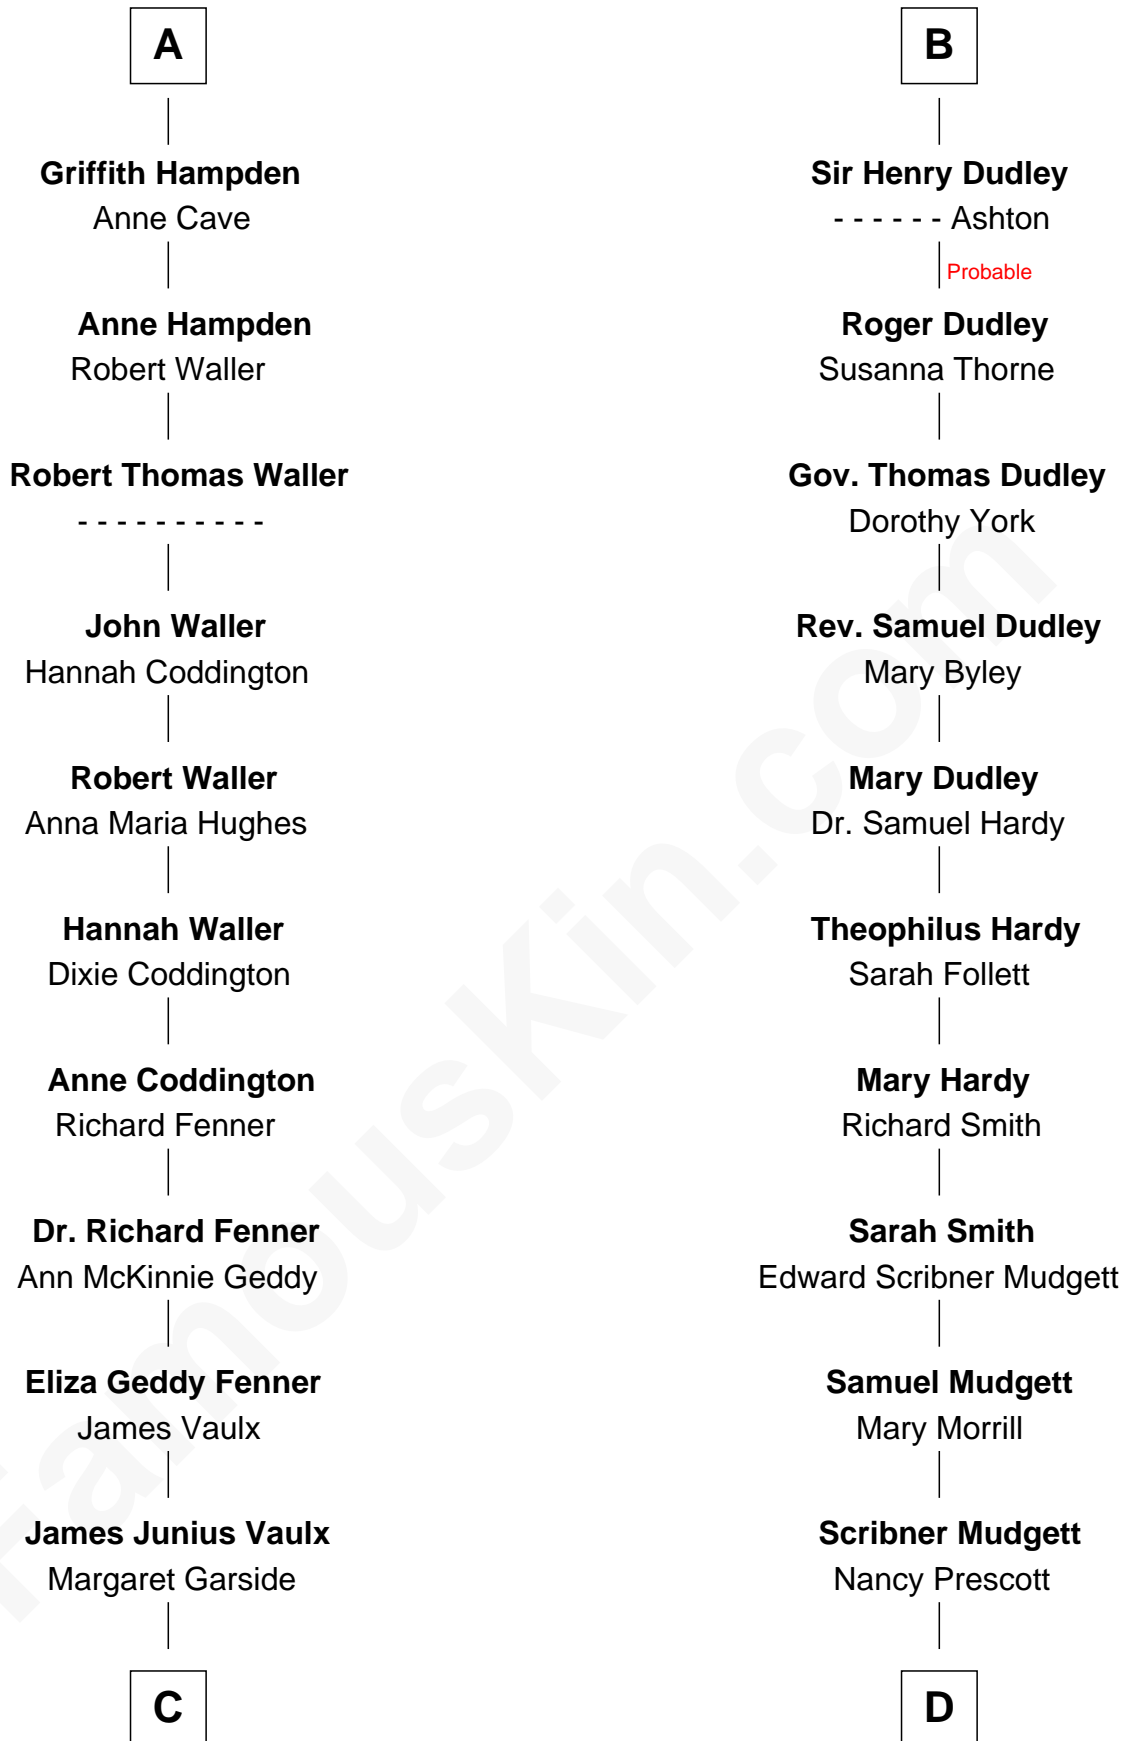 A
Griffith Hampden
Anne Cave
Anne Hampden
Robert Waller
Robert Thomas Waller
- - - - - - - - - -
John Waller
Hannah Coddington
Robert Waller
Anna Maria Hughes
Hannah Waller
Dixie Coddington
Anne Coddington
Richard Fenner
Dr. Richard Fenner
Ann McKinnie Geddy
Eliza Geddy Fenner
James Vaulx
James Junius Vaulx
Margaret Garside
C
B
Sir Henry Dudley
- - - - - - Ashton
Probable
Roger Dudley
Susanna Thorne
Gov. Thomas Dudley
Dorothy York
Rev. Samuel Dudley
Mary Byley
Mary Dudley
Dr. Samuel Hardy
Theophilus Hardy
Sarah Follett
Mary Hardy
Richard Smith
Sarah Smith
Edward Scribner Mudgett
Samuel Mudgett
Mary Morrill
Scribner Mudgett
Nancy Prescott
D
FamousKin.com